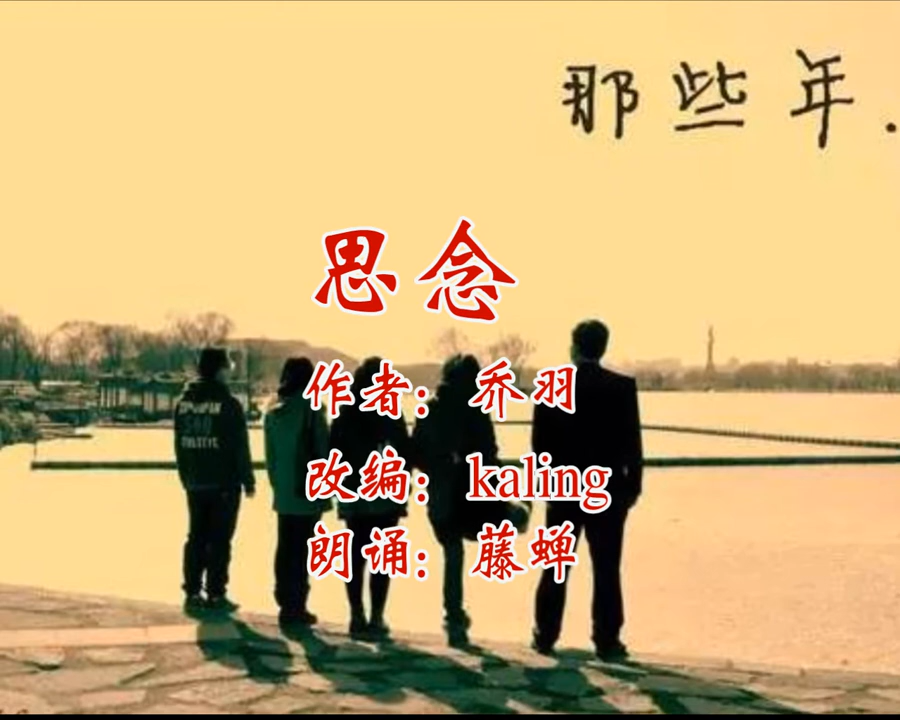 那些年.
思念
作者：乔羽
改编：kaling
朗诵：藤蝉